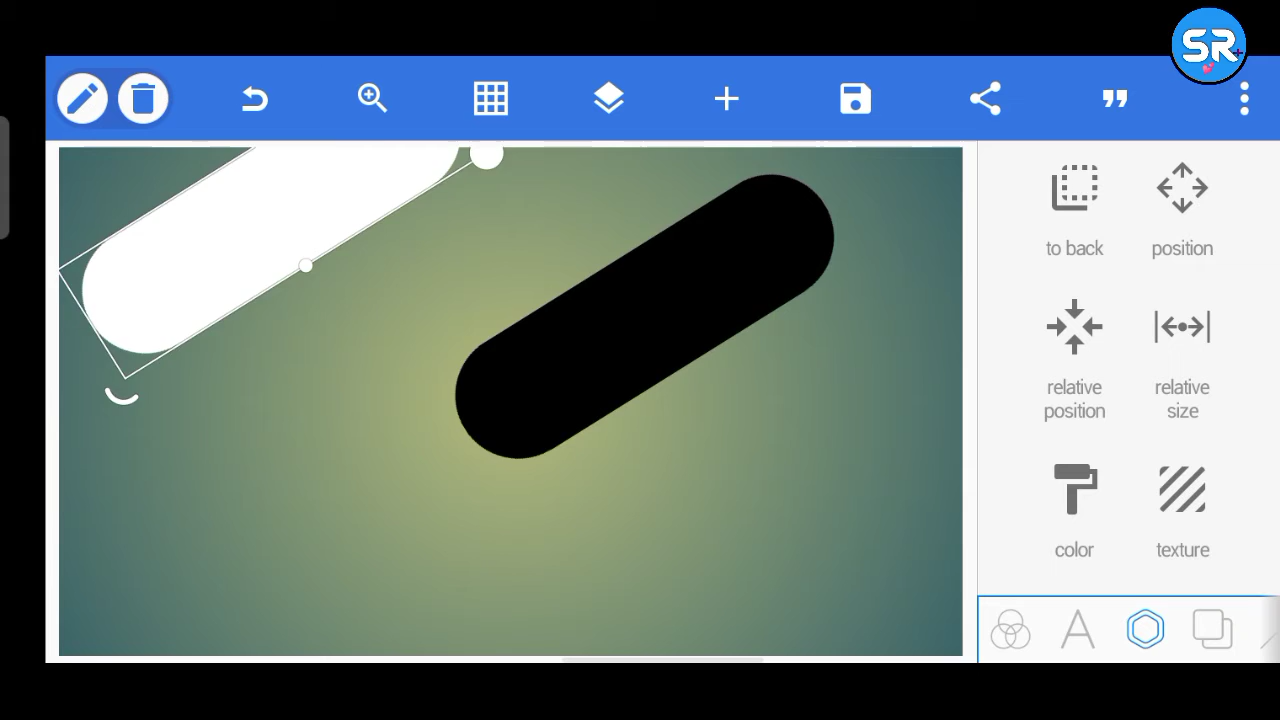 SR+
to back
position
relative
position
relative
size
color
texture